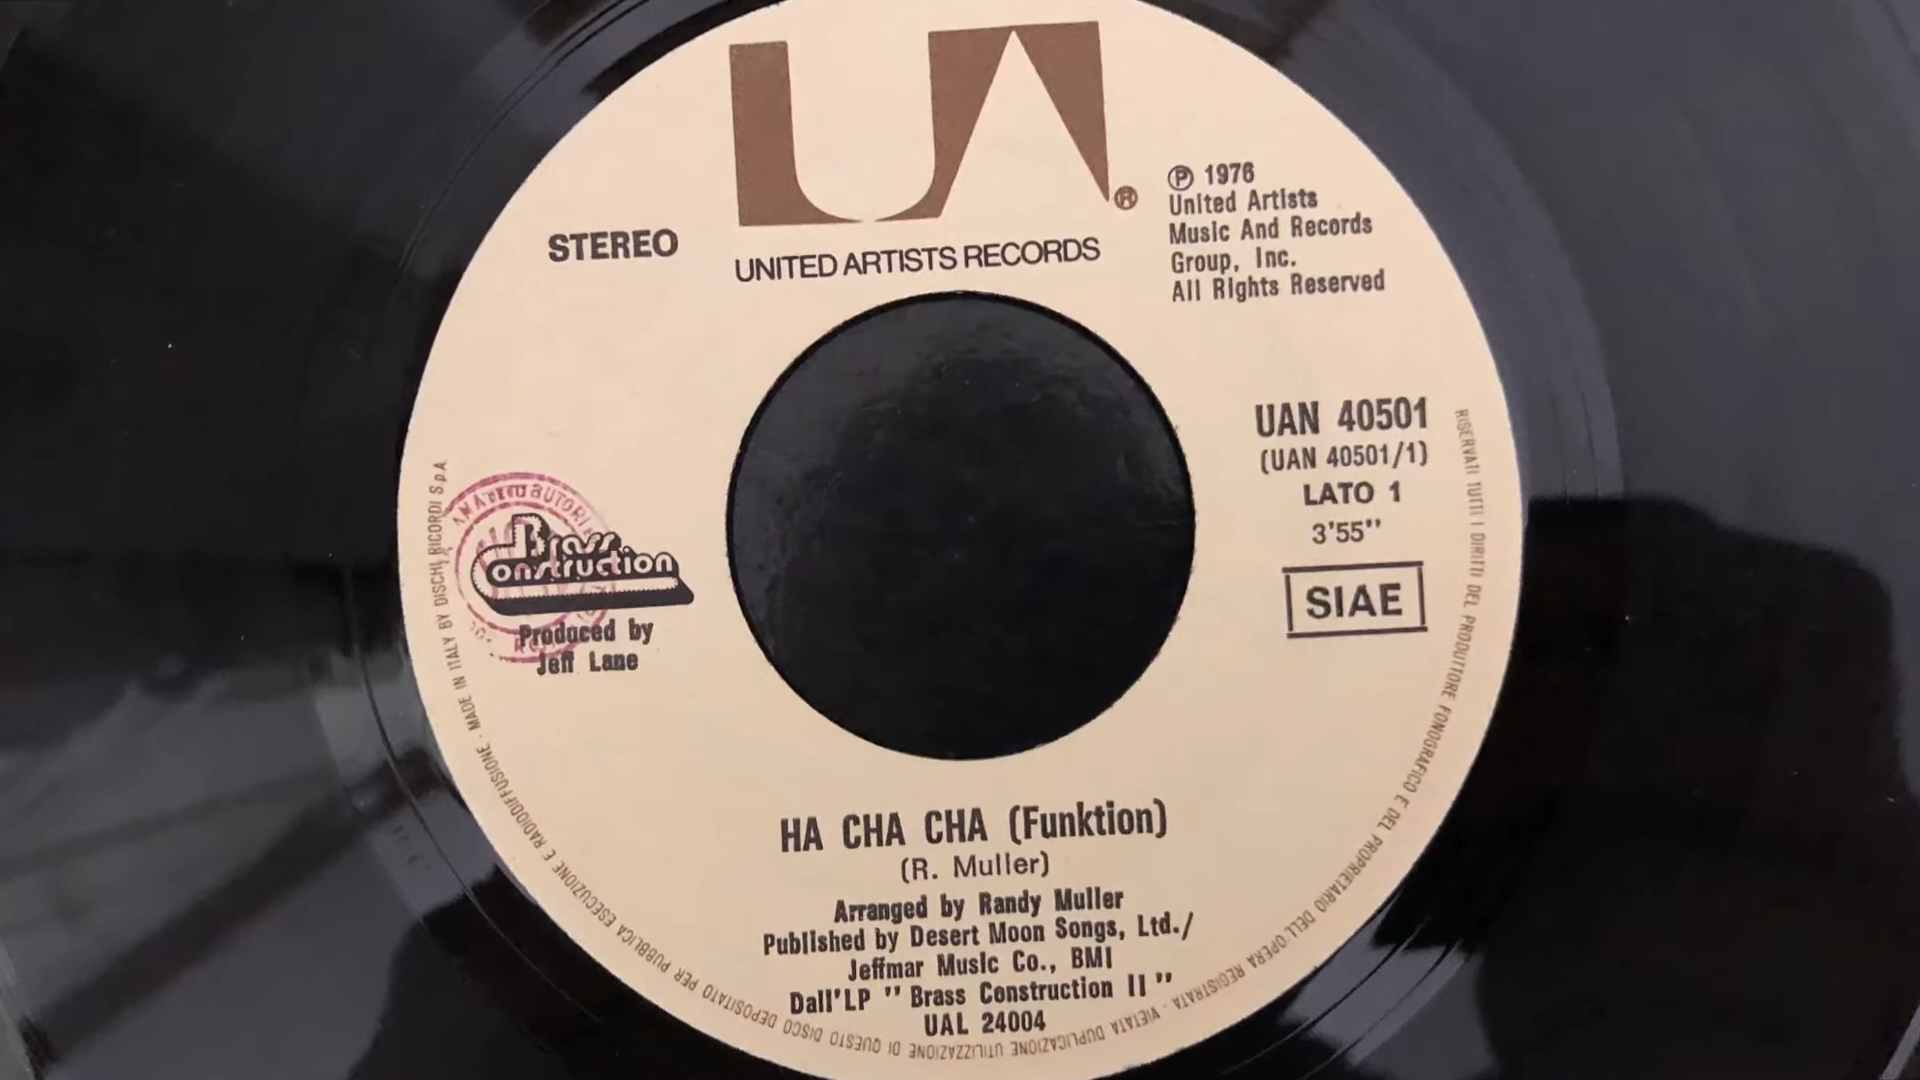 UA®
UNITED ARTISTS RECORDS
STEREO
Ⓟ 1976
United Artists
Music And Records
Group, Inc.
All Rights Reserved
UAN 40501
(UAN 40501/1)
LATO 1
3'55"
SIAE
Brass
Construction
Produced by
Jeff Lane
HA CHA CHA (Funktion)
(R. Muller)
Arranged by Randy Muller
Published by Desert Moon Songs, Ltd./
Jeffmar Music Co., BMI
Dall'LP " Brass Construction II "
UAL 24004
RISERVATI TUTTI I DIRITTI DEL PRODUTTORE FONOGRAFICO E DEL PROPRIETARIO DELL'OPERA REGISTRATA - VIETATA DUPLICAZIONE UTILIZZAZIONE DI QUESTO DISCO DEPOSITATO PER PUBBLICA ESECUZIONE E RADIODIFFUSIONE - MADE IN ITALY BY DISCHI RICORDI S.p.A.
AUTORI